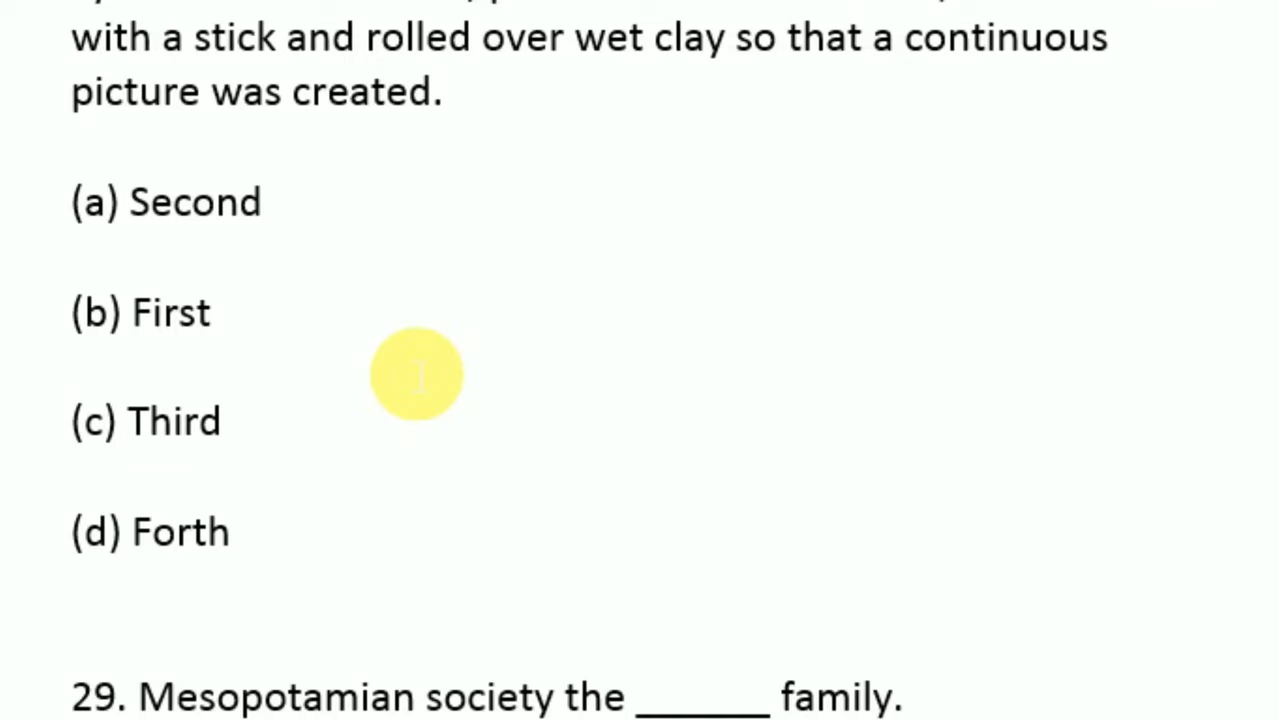 with a stick and rolled over wet clay so that a continuous
picture was created.
(a) Second
(b) First
(c) Third
(d) Forth
29. Mesopotamian society the ______ family.